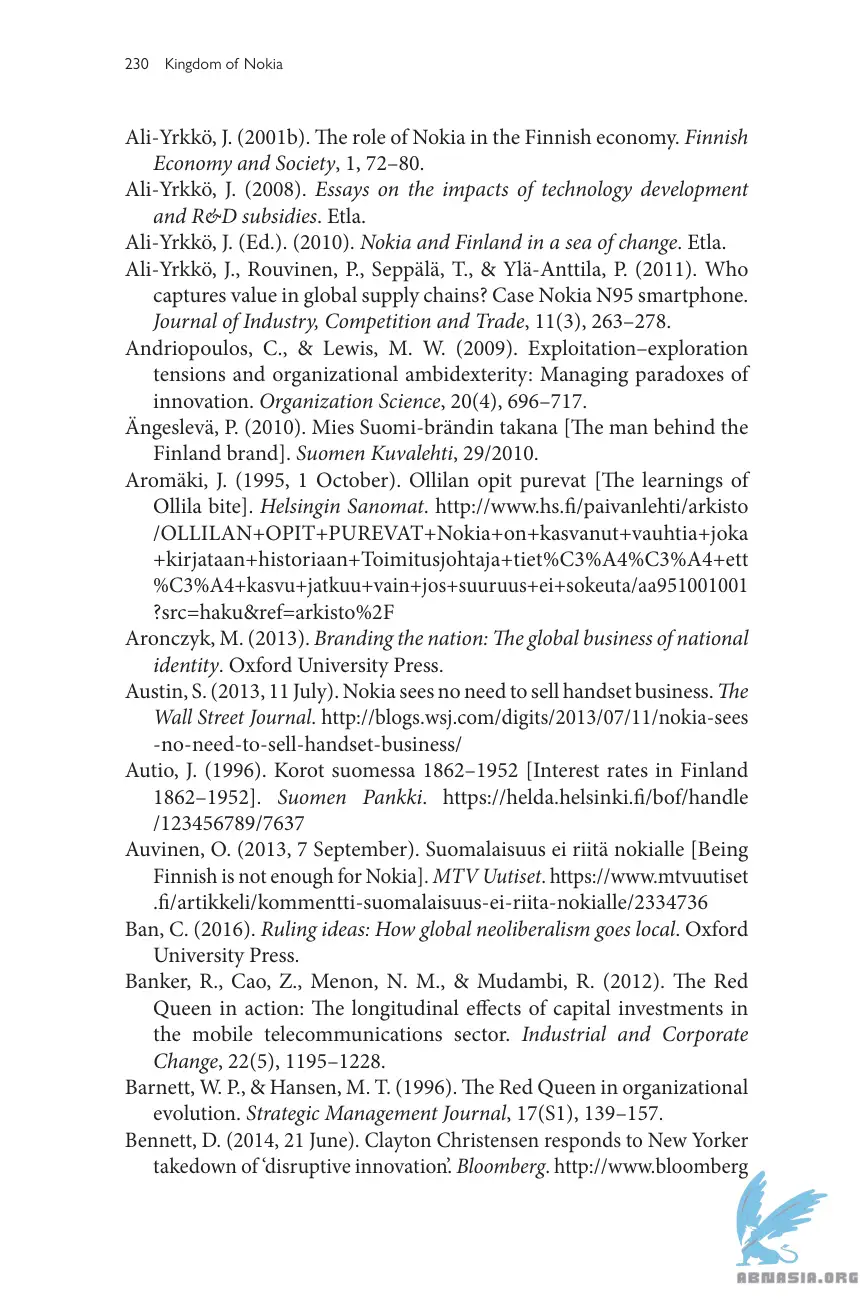 230 Kingdom of Nokia
Ali-Yrkkö, J. (2001b). The role of Nokia in the Finnish economy. Finnish
Economy and Society, 1, 72–80.
Ali-Yrkkö, J. (2008). Essays on the impacts of technology development
and R&D subsidies. Etla.
Ali-Yrkkö, J. (Ed.). (2010). Nokia and Finland in a sea of change. Etla.
Ali-Yrkkö, J., Rouvinen, P., Seppälä, T., & Ylä-Anttila, P. (2011). Who
captures value in global supply chains? Case Nokia N95 smartphone.
Journal of Industry, Competition and Trade, 11(3), 263–278.
Andriopoulos, C., & Lewis, M. W. (2009). Exploitation–exploration
tensions and organizational ambidexterity: Managing paradoxes of
innovation. Organization Science, 20(4), 696–717.
Ängeslevä, P. (2010). Mies Suomi-brändin takana [The man behind the
Finland brand]. Suomen Kuvalehti, 29/2010.
Aromäki, J. (1995, 1 October). Ollilan opit purevat [The learnings of
Ollila bite]. Helsingin Sanomat. http://www.hs.fi/paivanlehti/arkisto
/OLLILAN+OPIT+PUREVAT+Nokia+on+kasvanut+vauhtia+joka
+kirjataan+historiaan+Toimitusjohtaja+tiet%C3%A4%C3%A4+ett
%C3%A4+kasvu+jatkuu+vain+jos+suuruus+ei+sokeuta/aa951001001
?src=haku&ref=arkisto%2F
Aronczyk, M. (2013). Branding the nation: The global business of national
identity. Oxford University Press.
Austin, S. (2013, 11 July). Nokia sees no need to sell handset business. The
Wall Street Journal. http://blogs.wsj.com/digits/2013/07/11/nokia-sees
-no-need-to-sell-handset-business/
Autio, J. (1996). Korot suomessa 1862–1952 [Interest rates in Finland
1862–1952]. Suomen Pankki. https://helda.helsinki.fi/bof/handle
/123456789/7637
Auvinen, O. (2013, 7 September). Suomalaisuus ei riitä nokialle [Being
Finnish is not enough for Nokia]. MTV Uutiset. https://www.mtvuutiset
.fi/artikkeli/kommentti-suomalaisuus-ei-riita-nokialle/2334736
Ban, C. (2016). Ruling ideas: How global neoliberalism goes local. Oxford
University Press.
Banker, R., Cao, Z., Menon, N. M., & Mudambi, R. (2012). The Red
Queen in action: The longitudinal effects of capital investments in
the mobile telecommunications sector. Industrial and Corporate
Change, 22(5), 1195–1228.
Barnett, W. P., & Hansen, M. T. (1996). The Red Queen in organizational
evolution. Strategic Management Journal, 17(S1), 139–157.
Bennett, D. (2014, 21 June). Clayton Christensen responds to New Yorker
takedown of ‘disruptive innovation’. Bloomberg. http://www.bloomberg
ABNASIA.ORG